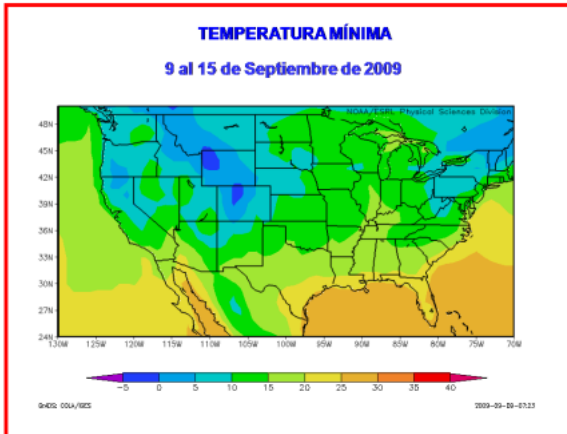 TEMPERATURA MÍNIMA
9 al 15 de Septiembre de 2009
NOAA/ESRL Physical Sciences Division
48N
45N
42N
39N
36N
33N
30N
27N
24N
130W 125W 120W 115W 110W 105W 100W 95W 90W 85W 80W 75W 70W
-5 0 5 10 15 20 25 30 35 40
GrADS: COLA/IGES 2009-09-09-07:23